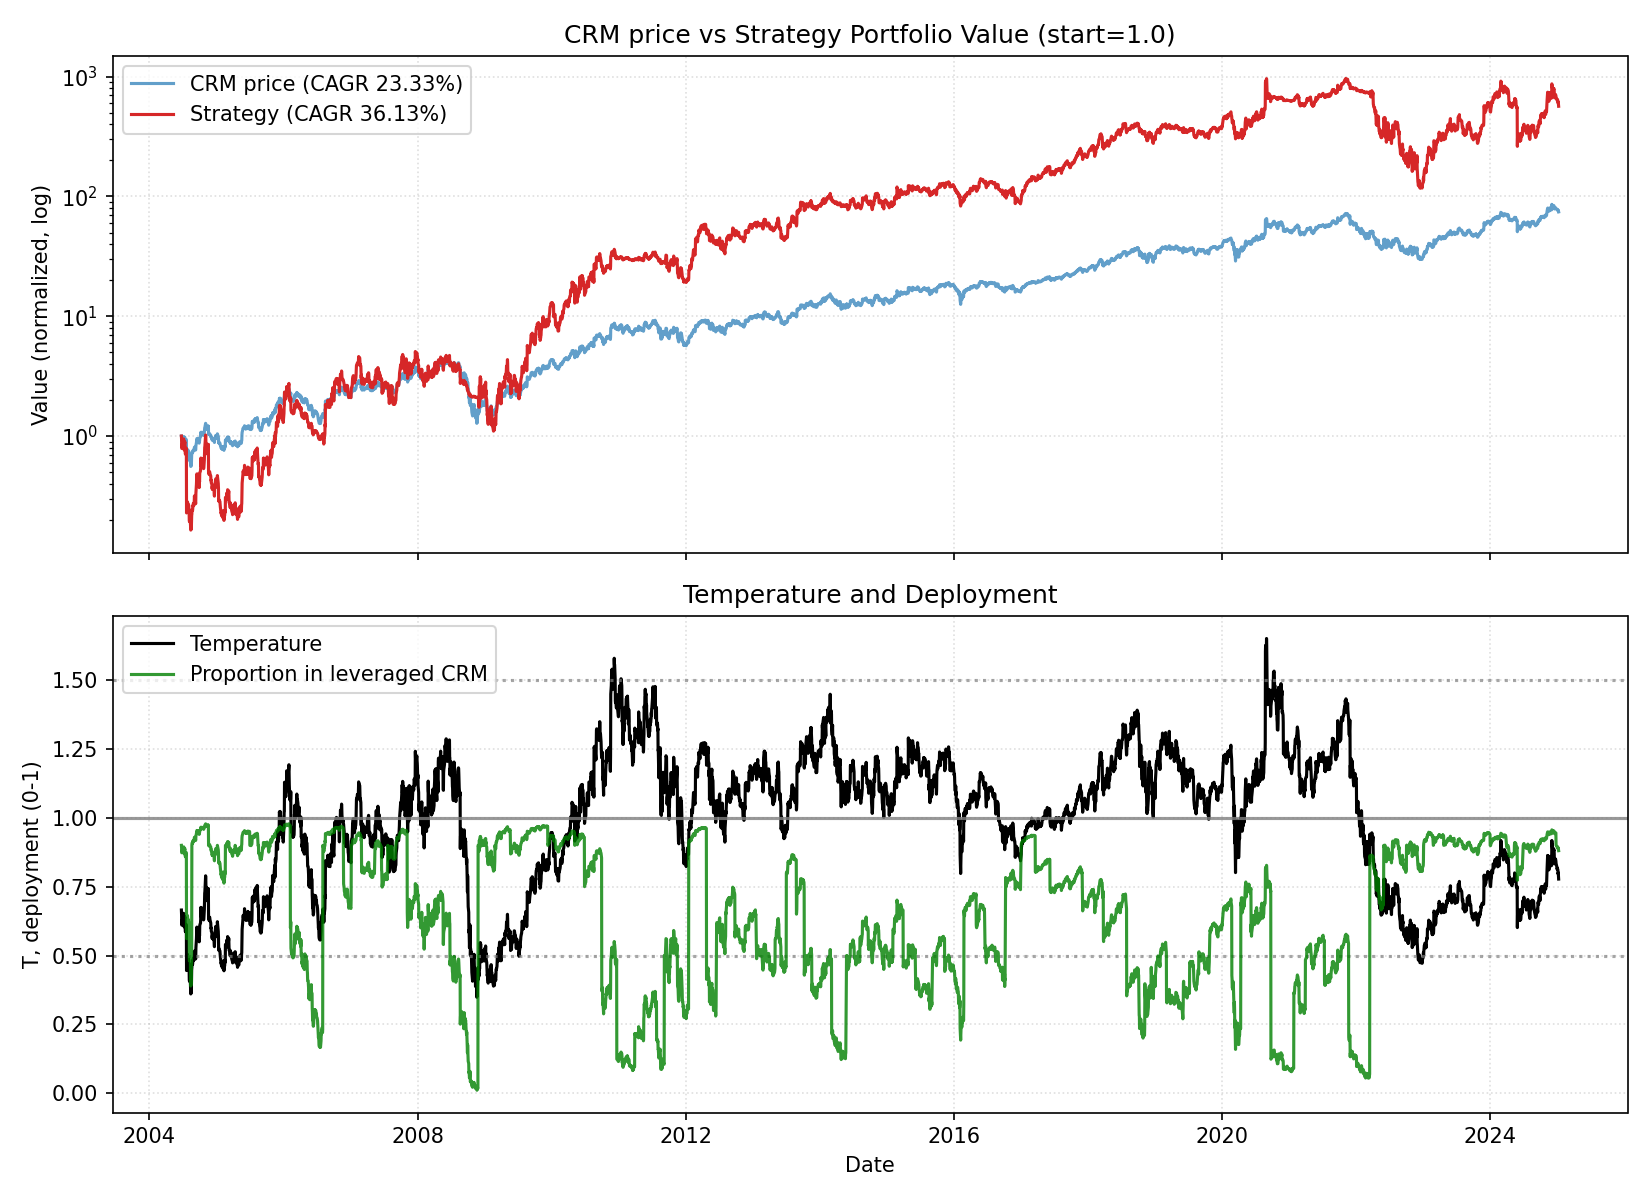 CRM price vs Strategy Portfolio Value (start=1.0)
CRM price (CAGR 23.33%)
Strategy (CAGR 36.13%)
Value (normalized, log)
10³
10²
10¹
10⁰
Temperature and Deployment
Temperature
Proportion in leveraged CRM
T, deployment (0-1)
1.50
1.25
1.00
0.75
0.50
0.25
0.00
2004 2008 2012 2016 2020 2024
Date